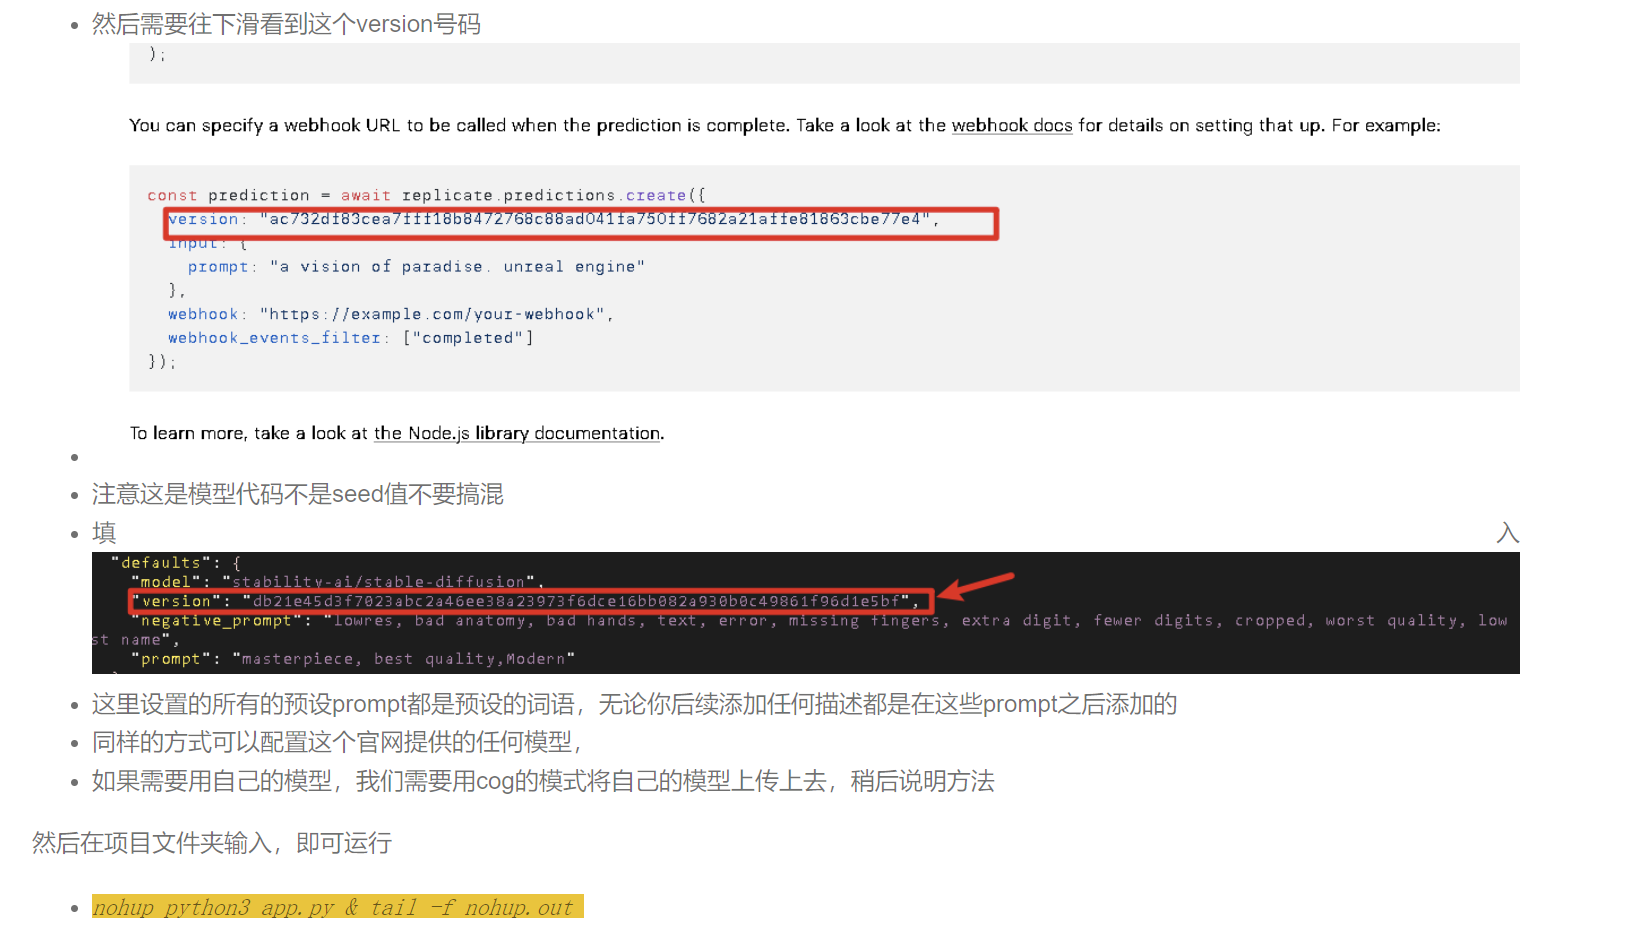 然后需要往下滑看到这个version号码
);
You can specify a webhook URL to be called when the prediction is complete. Take a look at the webhook docs for details on setting that up. For example:
const prediction = await replicate.predictions.create({
version: "ac732df83cea7fff18b8472768c88ad041fa750ff7682a21affe81863cbe77e4",
input: {
prompt: "a vision of paradise. unreal engine"
},
webhook: "https://example.com/your-webhook",
webhook_events_filter: ["completed"]
});
To learn more, take a look at the Node.js library documentation.
注意这是模型代码不是seed值不要搞混
填 入
"defaults": {
"model": "stability-ai/stable-diffusion",
"version": "db21e45d3f7023abc2a46ee38a23973f6dce16bb082a930b0c49861f96d1e5bf",
"negative_prompt": "lowres, bad anatomy, bad hands, text, error, missing fingers, extra digit, fewer digits, cropped, worst quality, low
st name",
"prompt": "masterpiece, best quality,Modern"
这里设置的所有的预设prompt都是预设的词语，无论你后续添加任何描述都是在这些prompt之后添加的
同样的方式可以配置这个官网提供的任何模型，
如果需要用自己的模型，我们需要用cog的模式将自己的模型上传上去，稍后说明方法
然后在项目文件夹输入，即可运行
nohup python3 app.py & tail -f nohup.out